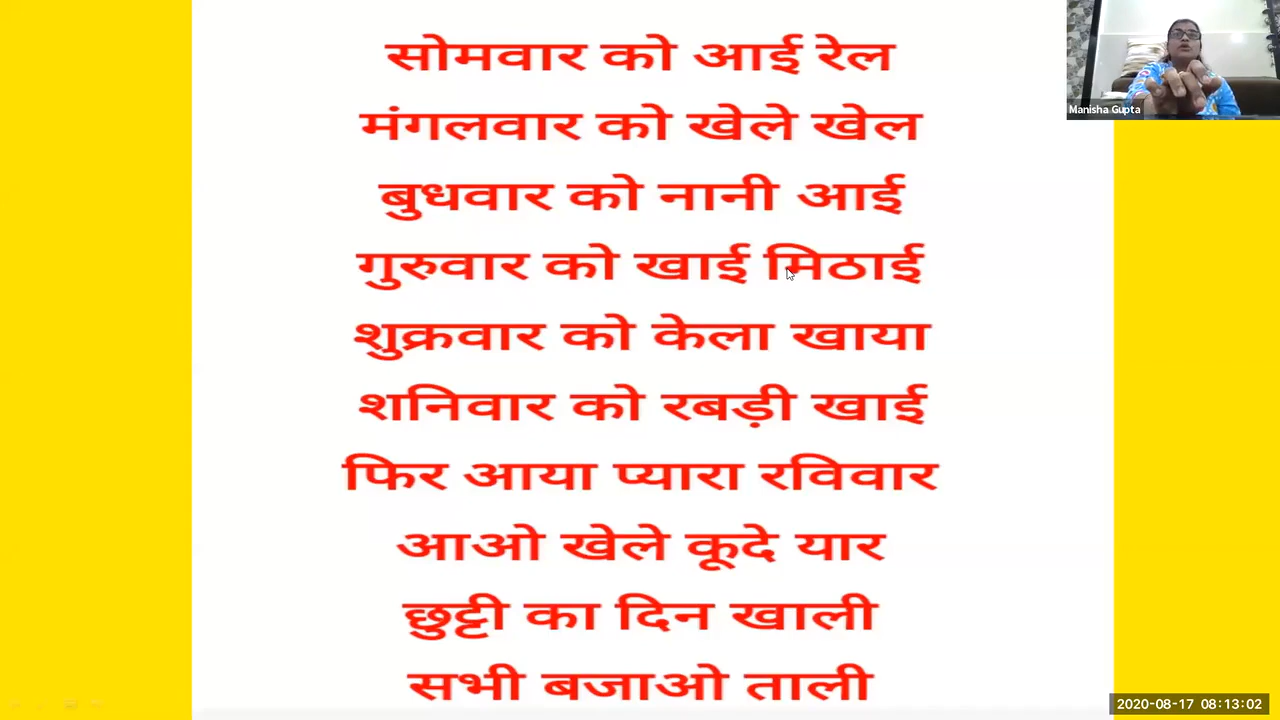 सोमवार को आई रेल
मंगलवार को खेले खेल
बुधवार को नानी आई
गुरुवार को खाई मिठाई
शुक्रवार को केला खाया
शनिवार को रबड़ी खाई
फिर आया प्यारा रविवार
आओ खेले कूदे यार
छुट्टी का दिन खाली
सभी बजाओ ताली
Manisha Gupta
2020-08-17 08:13:02